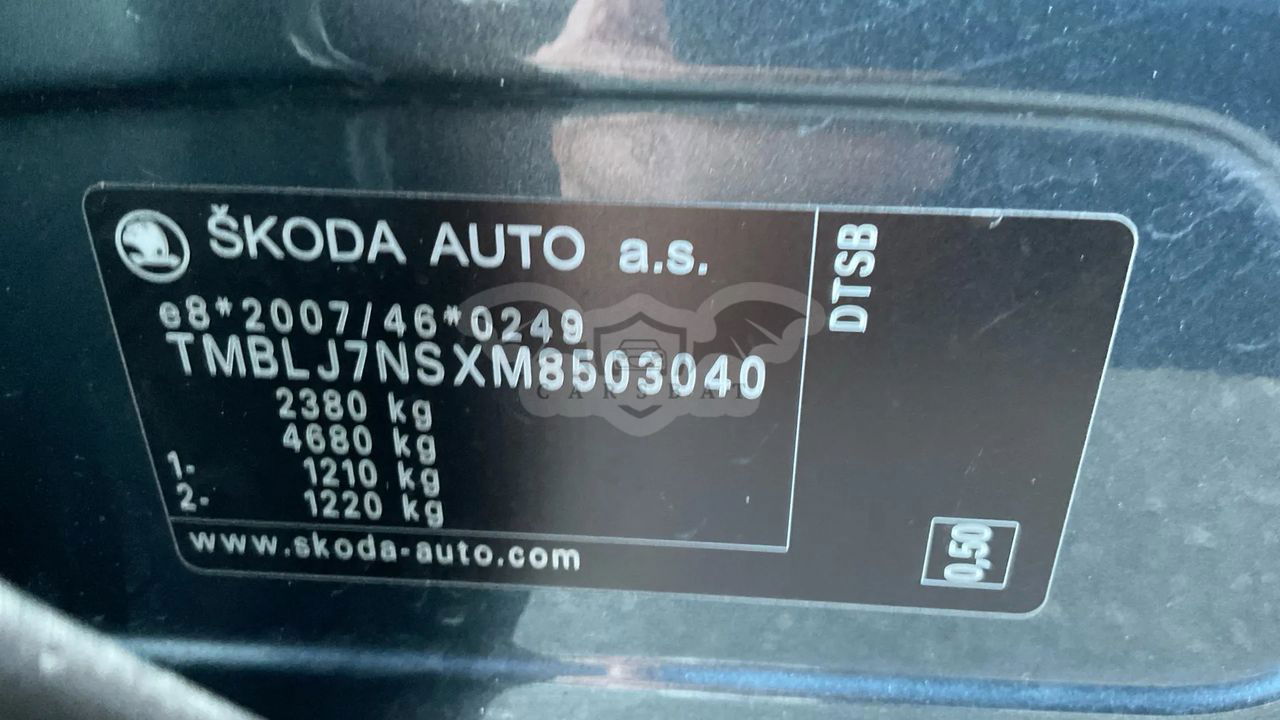 ŠKODA AUTO a.s.
e8*2007/46*0249
TMBLJ7NSXM8503040
2380 kg
4680 kg
1- 1210 kg
2- 1220 kg
www.skoda-auto.com
DTSB
0,50
CARSBAT